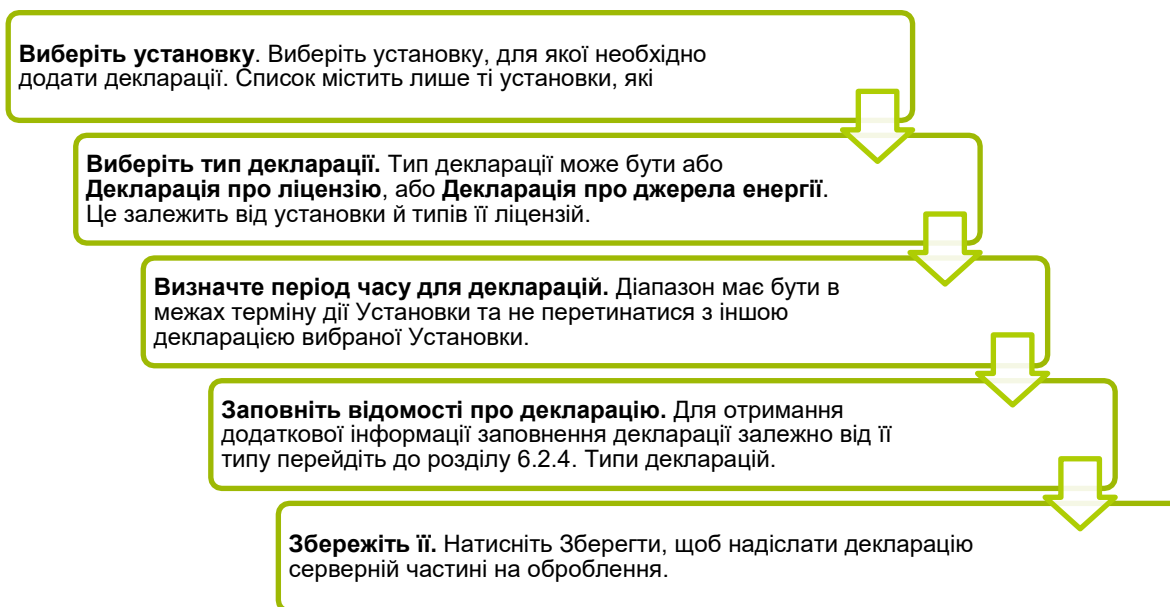 Виберіть установку. Виберіть установку, для якої необхідно
додати декларації. Список містить лише ті установки, які
Виберіть тип декларації. Тип декларації може бути або
Декларація про ліцензію, або Декларація про джерела енергії.
Це залежить від установки й типів її ліцензій.
Визначте період часу для декларацій. Діапазон має бути в
межах терміну дії Установки та не перетинатися з іншою
декларацією вибраної Установки.
Заповніть відомості про декларацію. Для отримання
додаткової інформації заповнення декларації залежно від її
типу перейдіть до розділу 6.2.4. Типи декларацій.
Збережіть її. Натисніть Зберегти, щоб надіслати декларацію
серверній частині на оброблення.